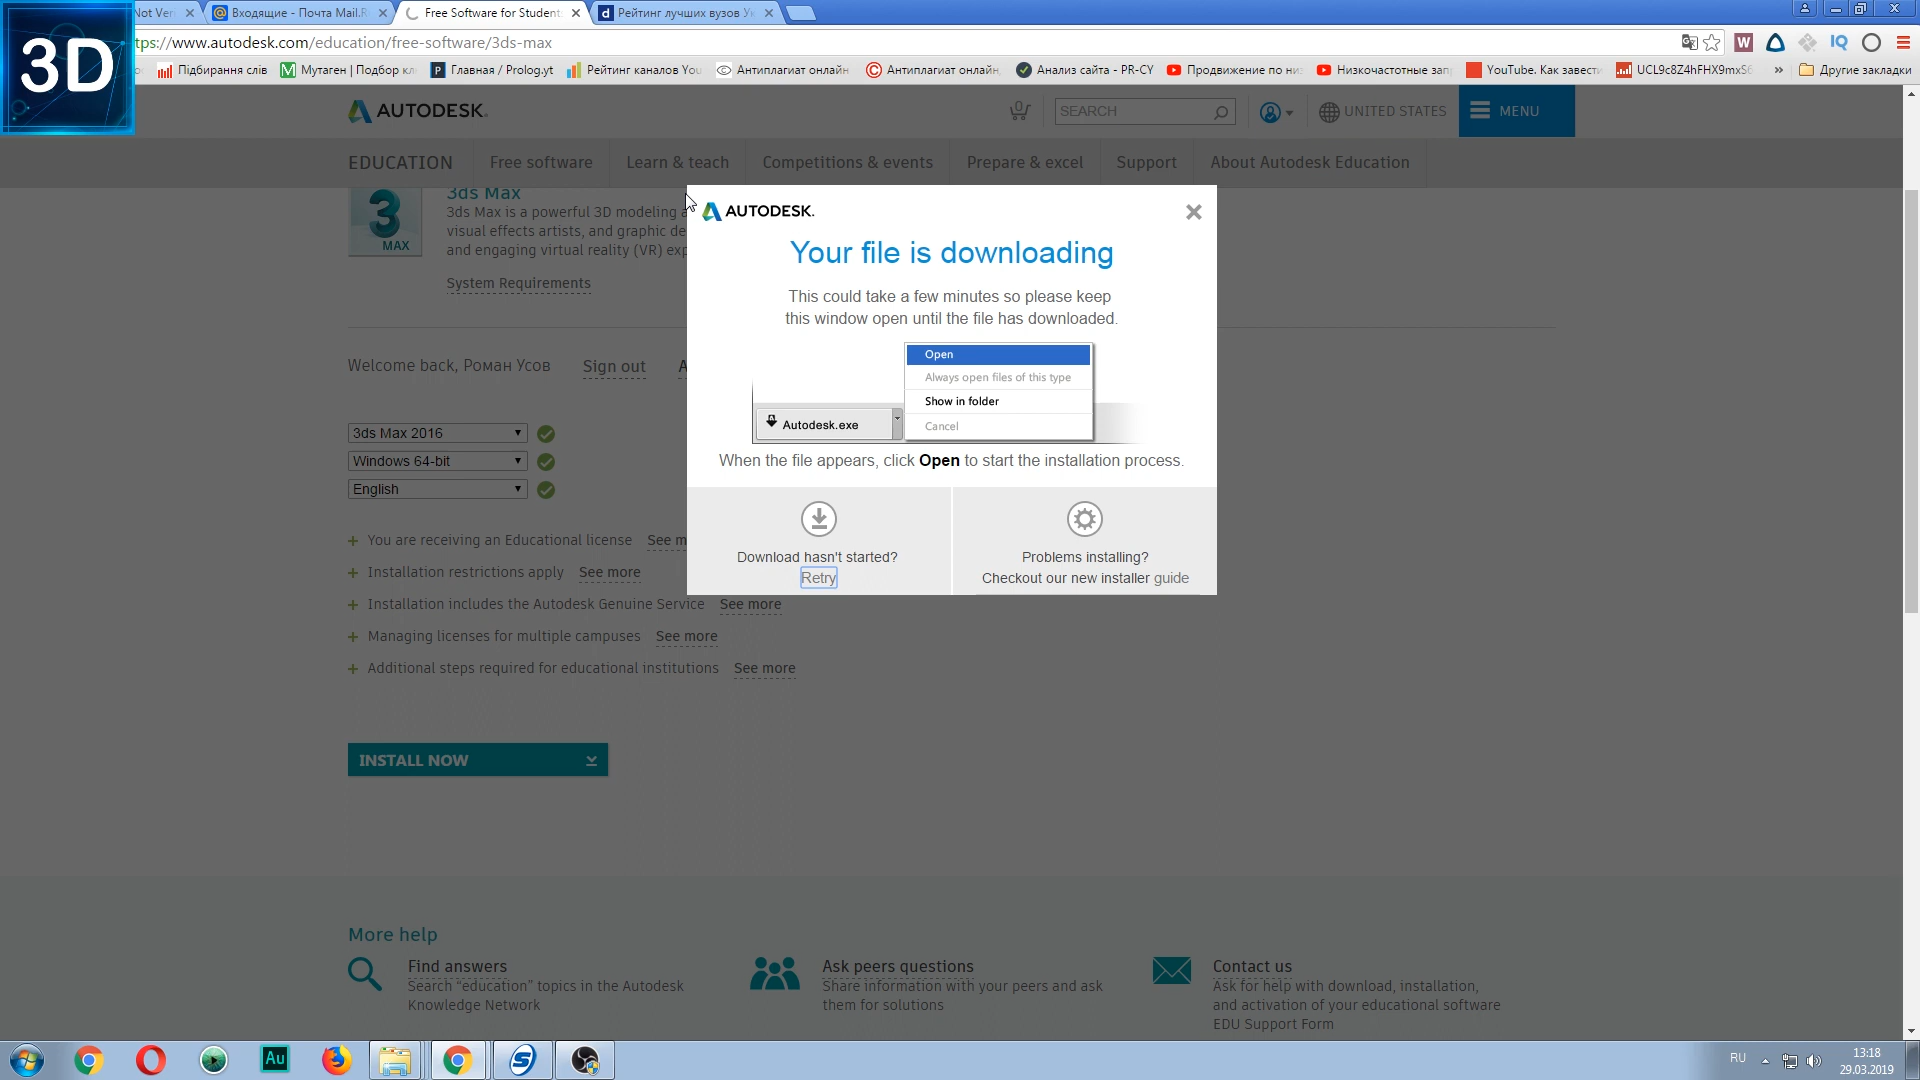 3D
Not Ver
Входящие - Почта Mail.R
Free Software for Student
Рейтинг лучших вузов Ук
tps://www.autodesk.com/education/free-software/3ds-max
W
IQ
Підбирання слів
Мутаген | Подбор кл
Главная / Prolog.yt
Рейтинг каналов You
Антиплагиат онлайн
Антиплагиат онлайн,
Анализ сайта - PR-CY
Продвижение по ни
Низкочастотные зап
YouTube. Как завест
UCL9c8Z4hFHX9mxS6
»
Другие закладки
AUTODESK.
0
SEARCH
UNITED STATES
MENU
EDUCATION
Free software
Learn & teach
Competitions & events
Prepare & excel
Support
About Autodesk Education
3
MAX
3ds Max
3ds Max is a powerful 3D modeling a
visual effects artists, and graphic de
and engaging virtual reality (VR) exp
System Requirements
AUTODESK.
Your file is downloading
This could take a few minutes so please keep
this window open until the file has downloaded.
Open
Always open files of this type
Show in folder
Cancel
Autodesk.exe
When the file appears, click Open to start the installation process.
Download hasn't started?
Retry
Problems installing?
Checkout our new installer guide
Welcome back, Роман Усов
Sign out
A
3ds Max 2016
Windows 64-bit
English
+ You are receiving an Educational license See m
+ Installation restrictions apply See more
+ Installation includes the Autodesk Genuine Service See more
+ Managing licenses for multiple campuses See more
+ Additional steps required for educational institutions See more
INSTALL NOW
More help
Find answers
Search “education” topics in the Autodesk
Knowledge Network
Ask peers questions
Share information with your peers and ask
them for solutions
Contact us
Ask for help with download, installation,
and activation of your educational software
EDU Support Form
Au
S
RU
13:18
29.03.2019